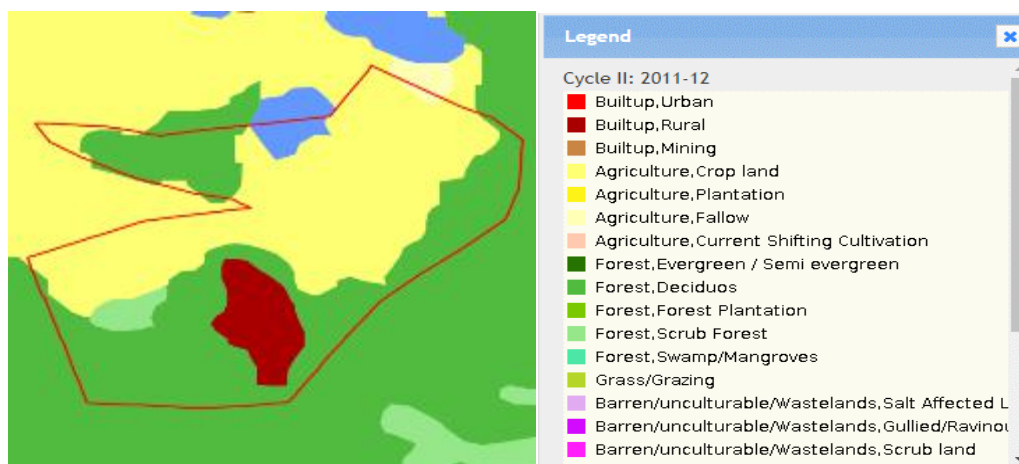 Legend
Cycle II: 2011-12
Builtup,Urban
Builtup,Rural
Builtup,Mining
Agriculture,Crop land
Agriculture,Plantation
Agriculture,Fallow
Agriculture,Current Shifting Cultivation
Forest,Evergreen / Semi evergreen
Forest,Deciduos
Forest,Forest Plantation
Forest,Scrub Forest
Forest,Swamp/Mangroves
Grass/Grazing
Barren/unculturable/Wastelands,Salt Affected L
Barren/unculturable/Wastelands,Gullied/Ravinou
Barren/unculturable/Wastelands,Scrub land